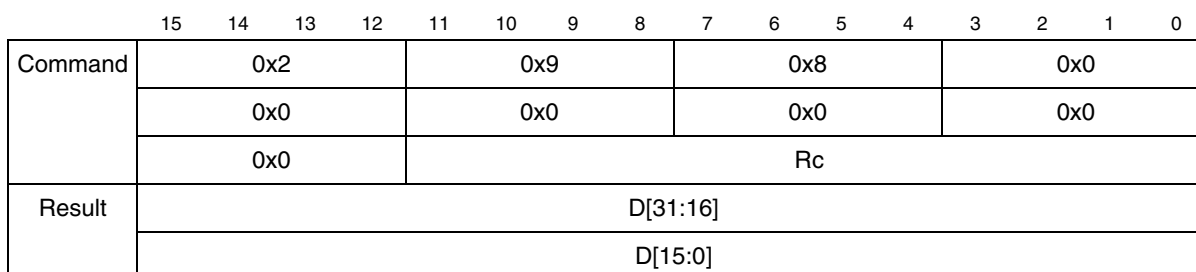 15 14 13 12 11 10 9 8 7 6 5 4 3 2 1 0
Command 0x2 0x9 0x8 0x0
0x0 0x0 0x0 0x0
0x0 Rc
Result D[31:16]
D[15:0]